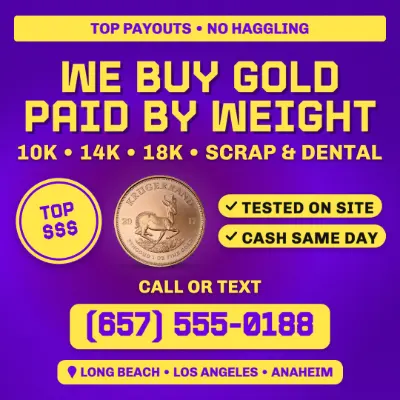 TOP PAYOUTS • NO HAGGLING
WE BUY GOLD
PAID BY WEIGHT
10K • 14K • 18K • SCRAP & DENTAL
TOP
$$$
KRUGERRAND
TESTED ON SITE
CASH SAME DAY
CALL OR TEXT
(657) 555-0188
LONG BEACH • LOS ANGELES • ANAHEIM